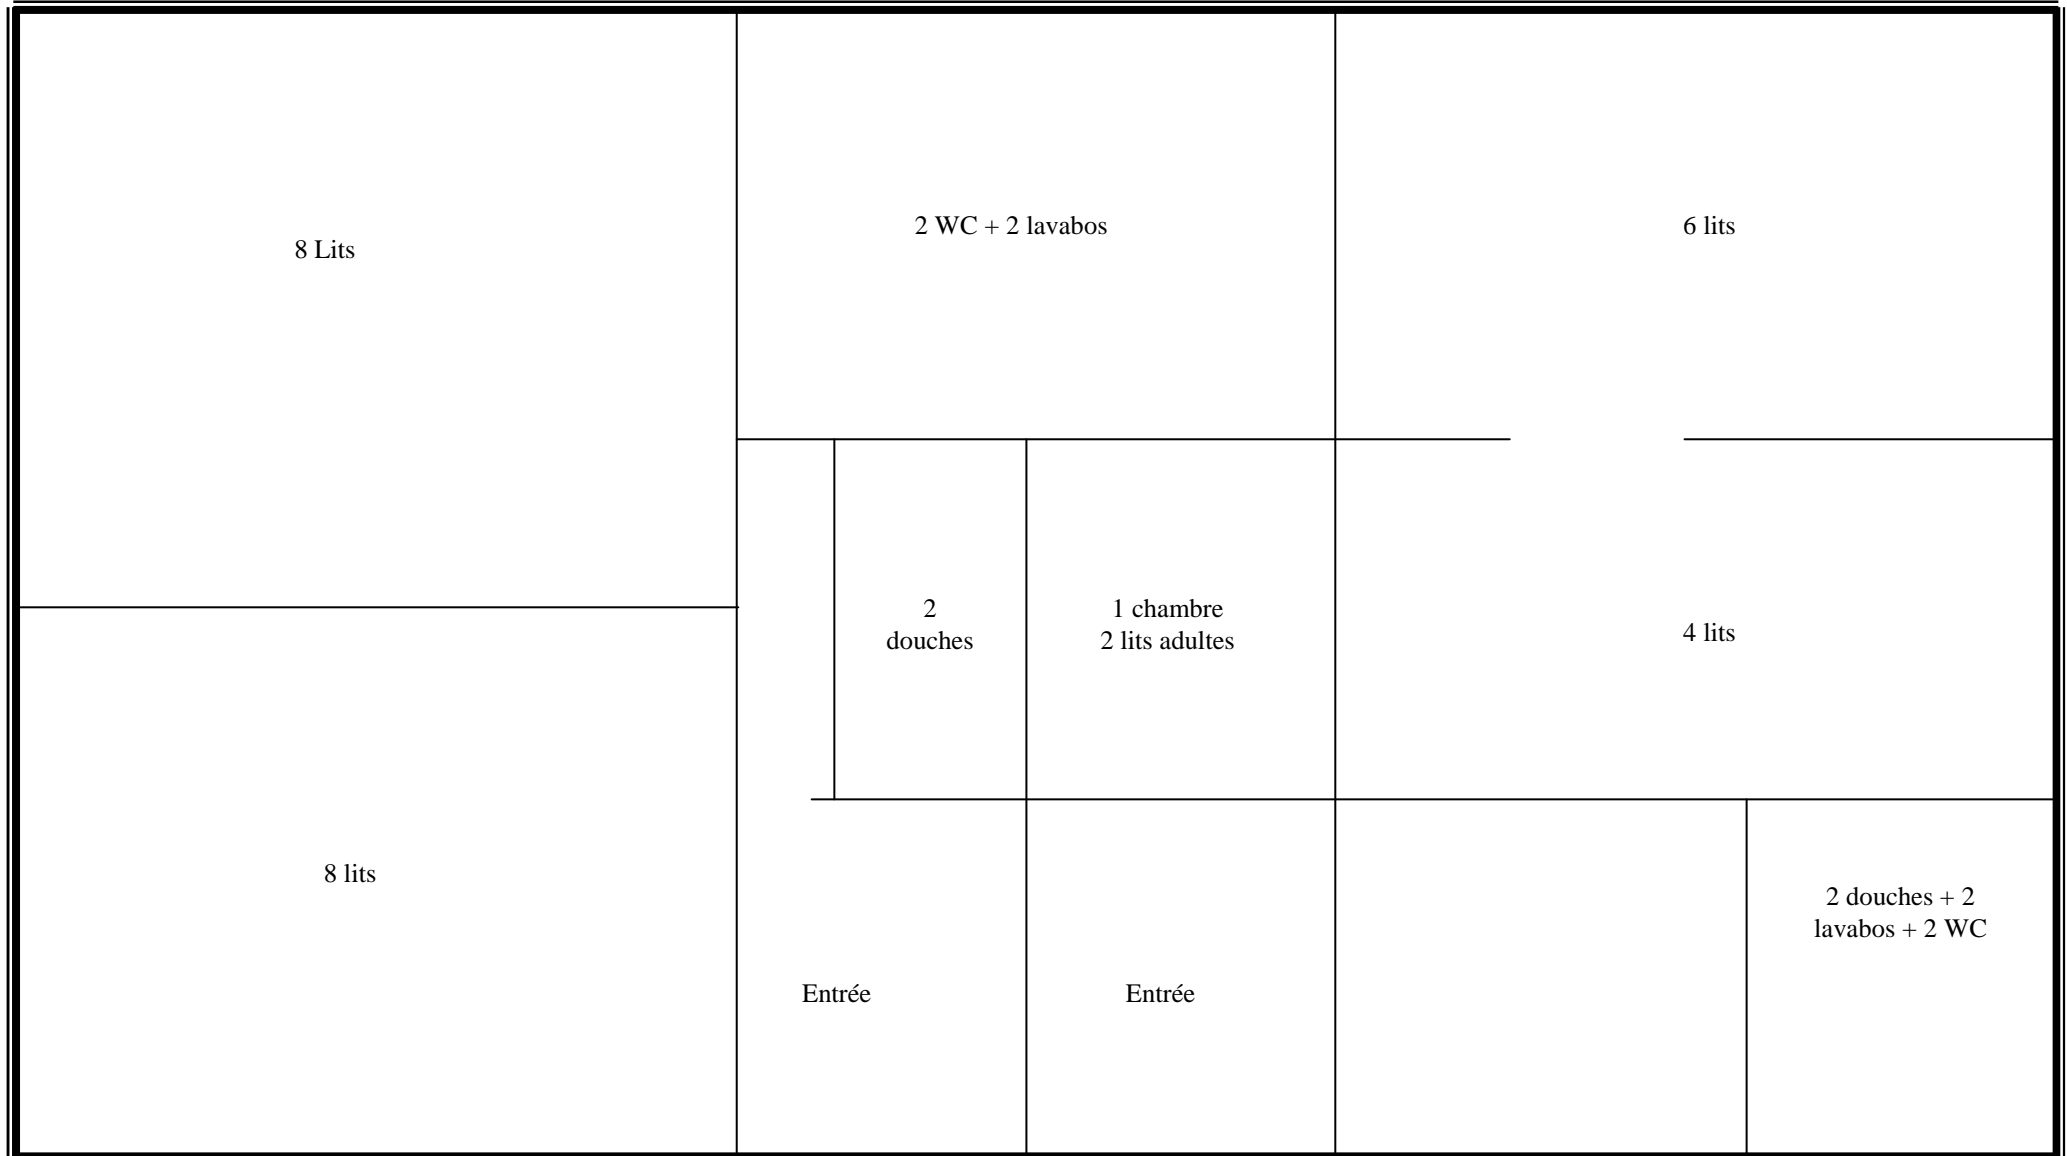 8 Lits
2 WC + 2 lavabos
6 lits
2
douches
1 chambre
2 lits adultes
4 lits
8 lits
2 douches + 2
lavabos + 2 WC
Entrée
Entrée